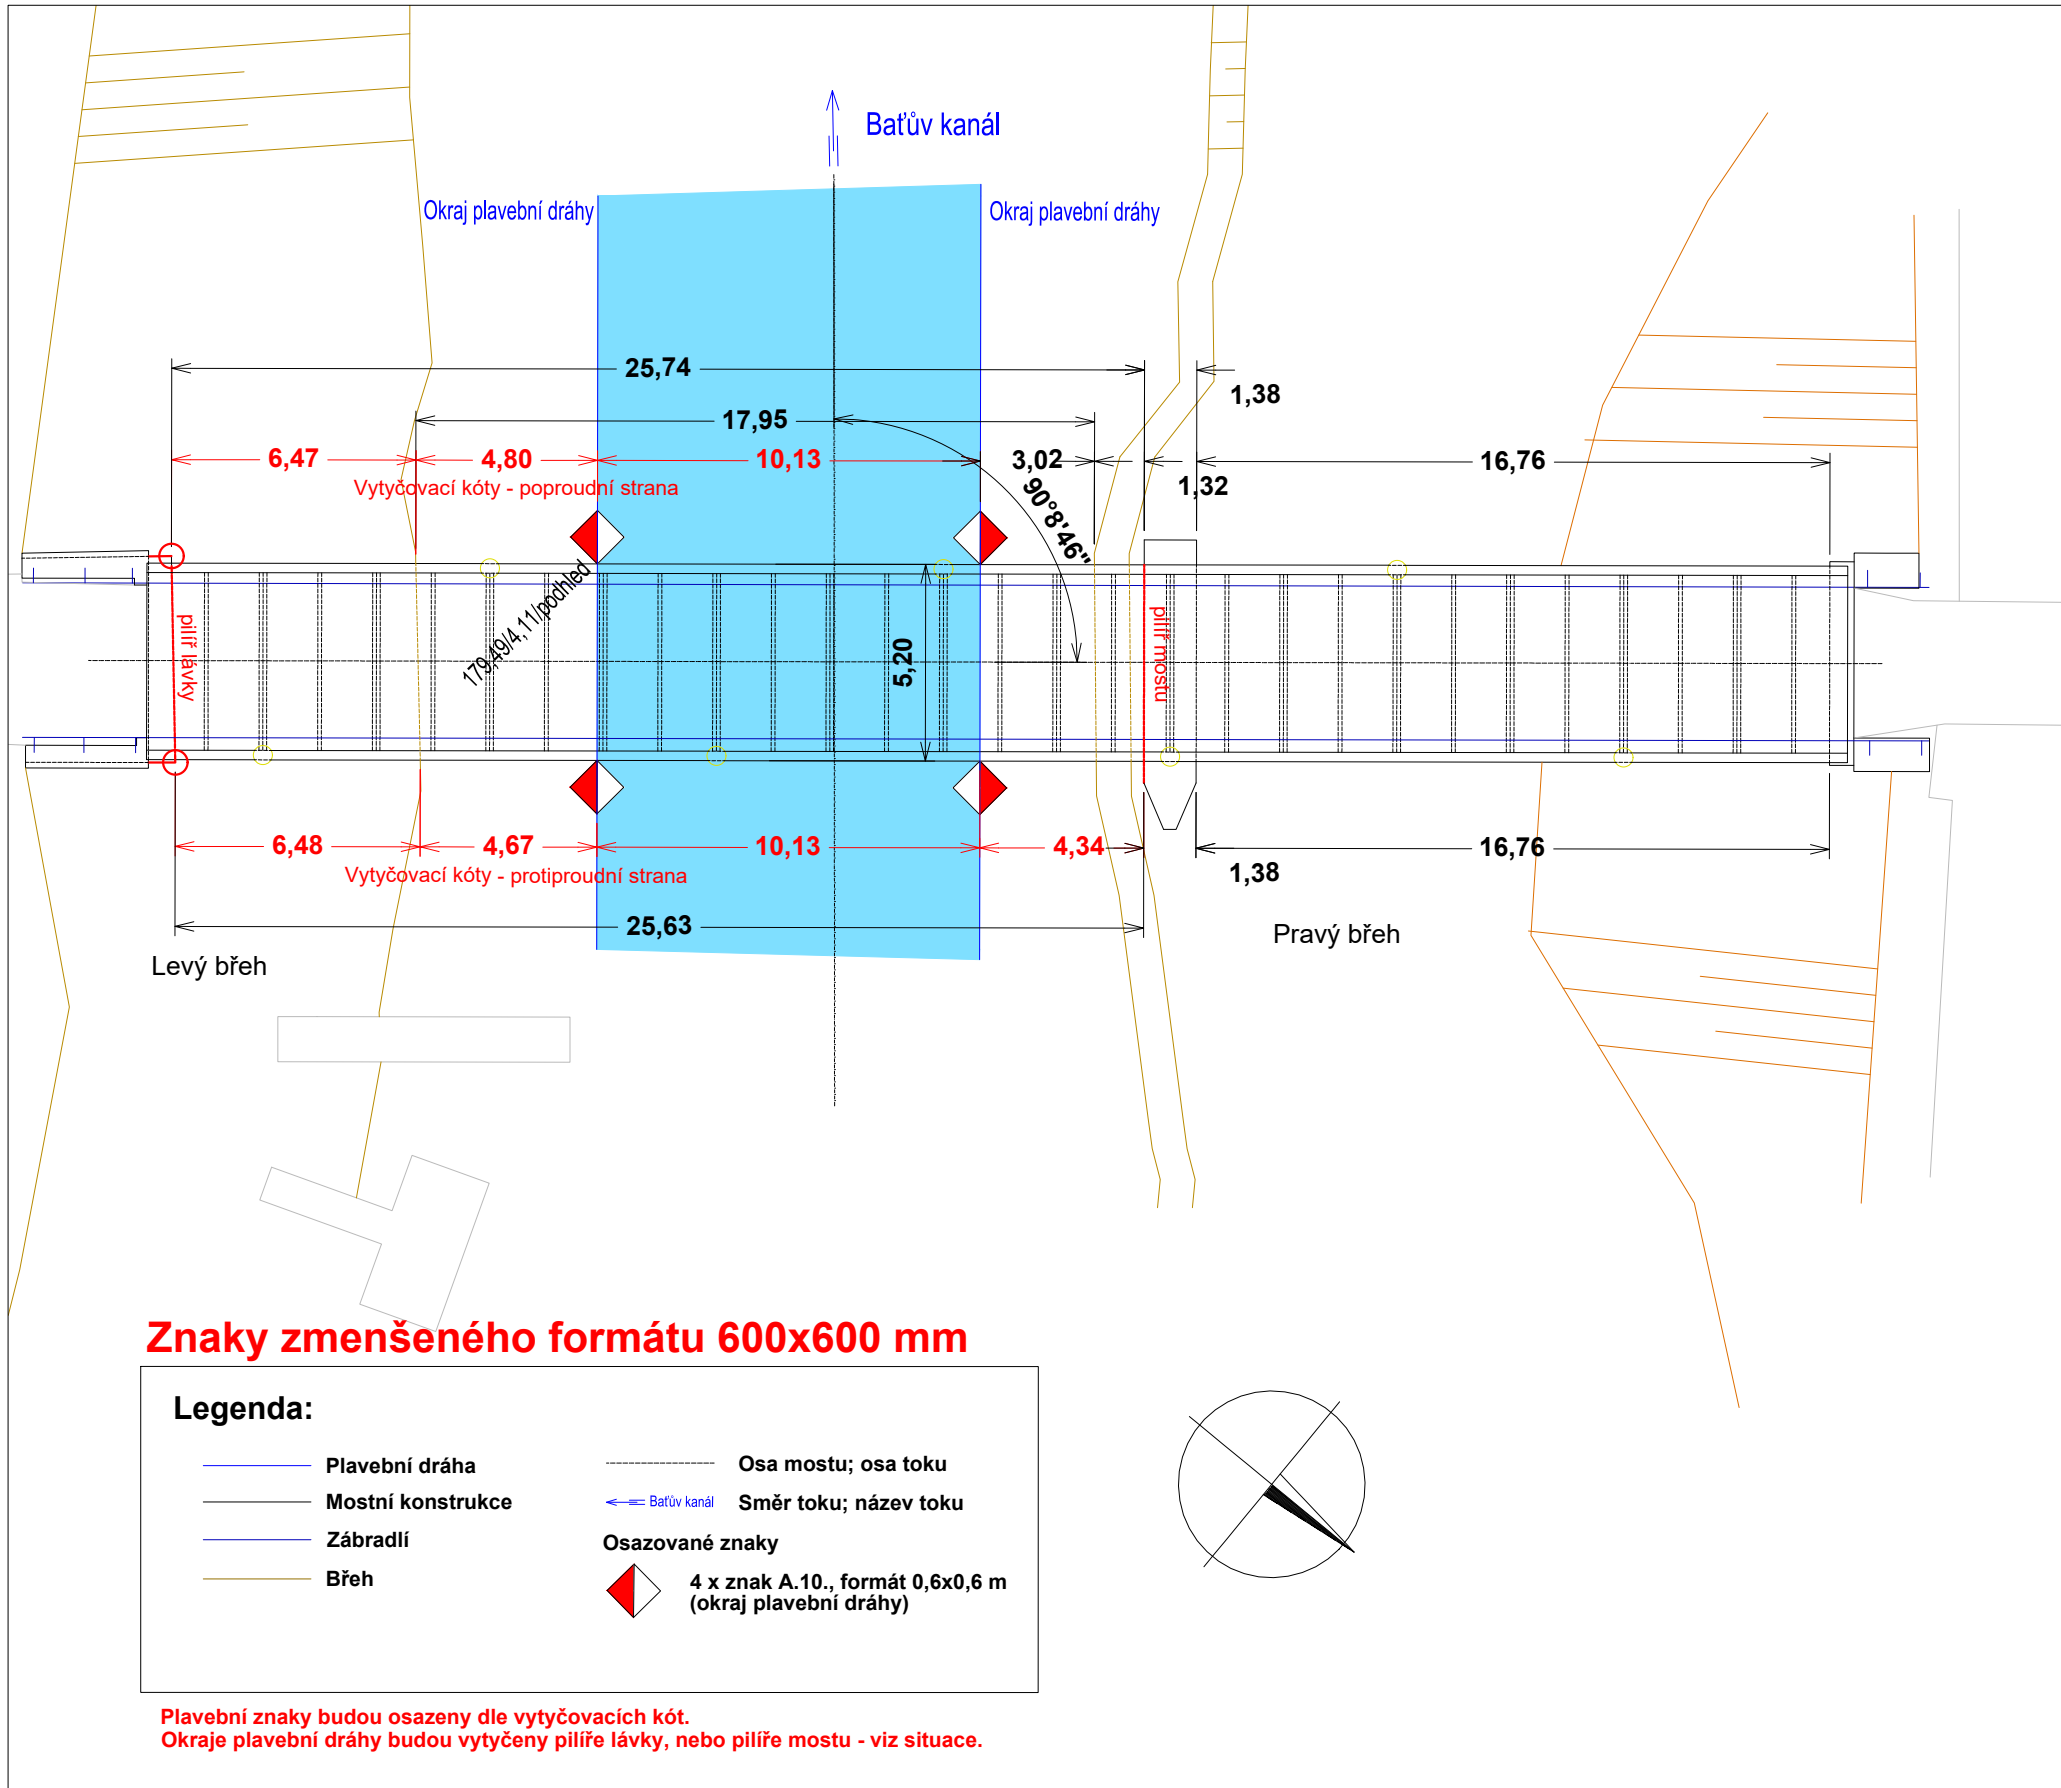 Baťův kanál
Okraj plavební dráhy
Okraj plavební dráhy
25,74
1,38
17,95
6,47
4,80
10,13
3,02
1,32
16,76
Vytyčovací kóty - poproudní strana
90°8'46"
179,49/4,11/podhled
pilíř lávky
5,20
pilíř mostu
6,48
4,67
10,13
4,34
16,76
1,38
Vytyčovací kóty - protiproudní strana
25,63
Levý břeh
Pravý břeh
Znaky zmenšeného formátu 600x600 mm
Legenda:
Plavební dráha
Mostní konstrukce
Zábradlí
Břeh
Osa mostu; osa toku
Baťův kanál
Směr toku; název toku
Osazované znaky
4 x znak A.10., formát 0,6x0,6 m
(okraj plavební dráhy)
Plavební znaky budou osazeny dle vytyčovacích kót.
Okraje plavební dráhy budou vytyčeny pilíře lávky, nebo pilíře mostu - viz situace.